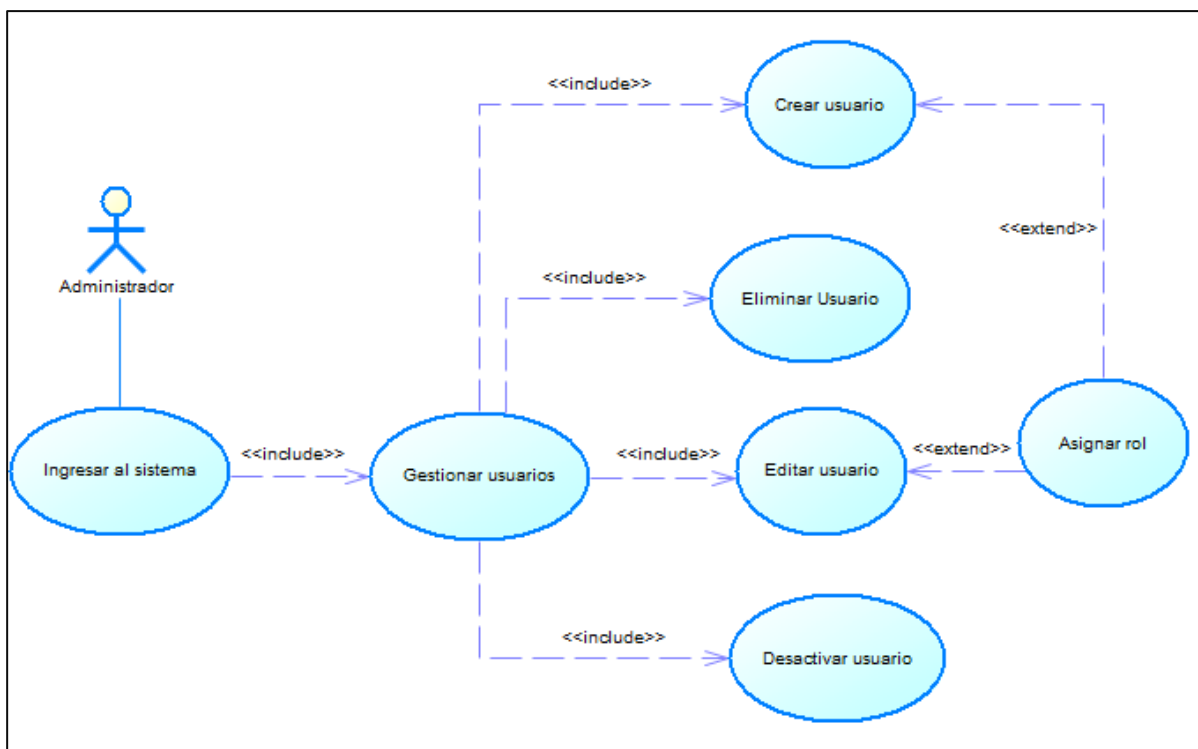 <<include>>
Crear usuario
<<extend>>
<<include>>
Eliminar Usuario
Administrador
Ingresar al sistema
<<include>>
Gestionar usuarios
<<include>>
Editar usuario
<<extend>>
Asignar rol
<<include>>
Desactivar usuario